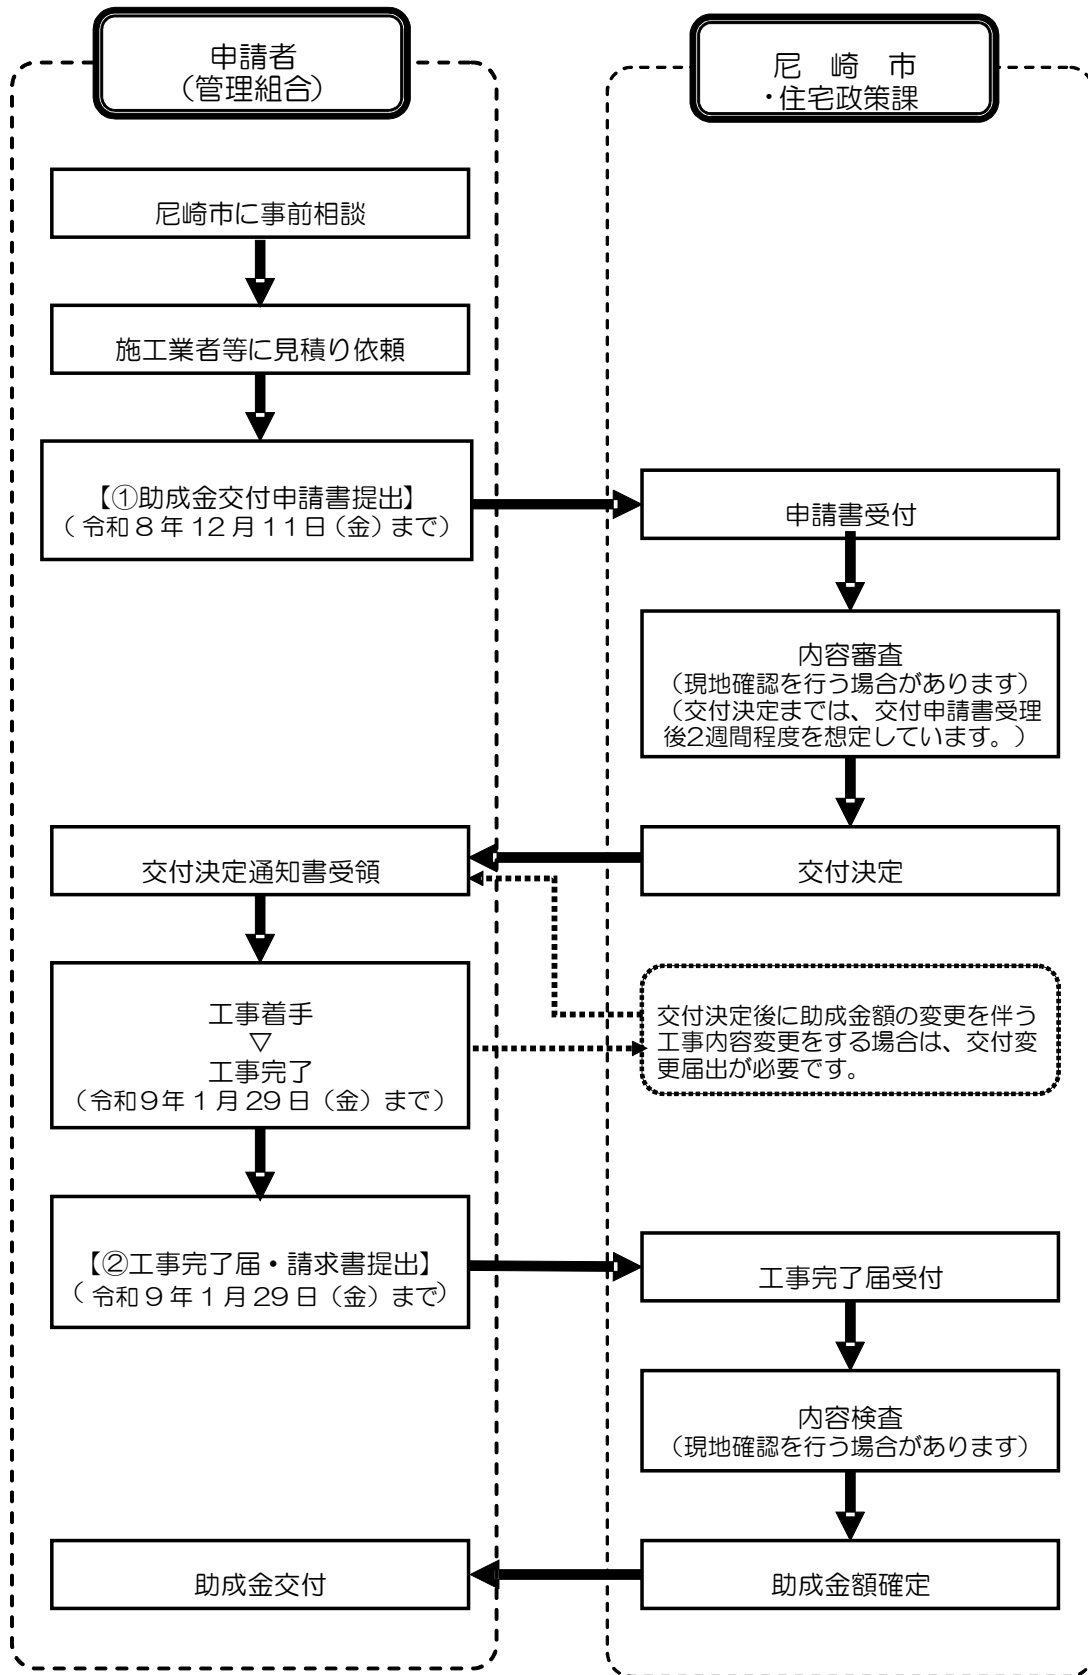 申請者
(管理組合)
尼　崎　市
・住宅政策課
尼崎市に事前相談
施工業者等に見積り依頼
【①助成金交付申請書提出】
（令和８年12月11日（金）まで）
申請書受付
内容審査
（現地確認を行う場合があります）
（交付決定までは、交付申請書受理
後2週間程度を想定しています。）
交付決定通知書受領
交付決定
工事着手
▽
工事完了
（令和９年１月29日（金）まで）
交付決定後に助成金額の変更を伴う
工事内容変更をする場合は、交付変
更届出が必要です。
【②工事完了届・請求書提出】
（令和９年１月29日（金）まで）
工事完了届受付
内容検査
（現地確認を行う場合があります）
助成金交付
助成金額確定